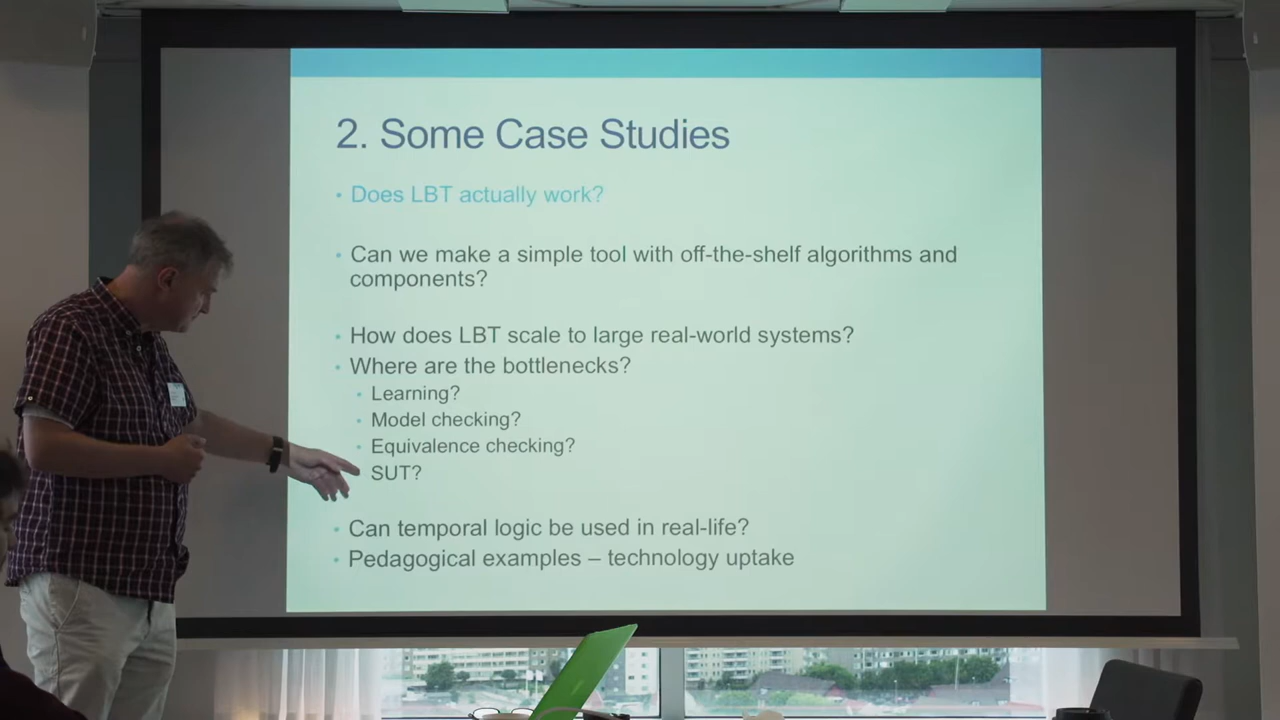 2. Some Case Studies
• Does LBT actually work?
• Can we make a simple tool with off-the-shelf algorithms and
components?
• How does LBT scale to large real-world systems?
• Where are the bottlenecks?
• Learning?
• Model checking?
• Equivalence checking?
SUT?
• Can temporal logic be used in real-life?
• Pedagogical examples – technology uptake